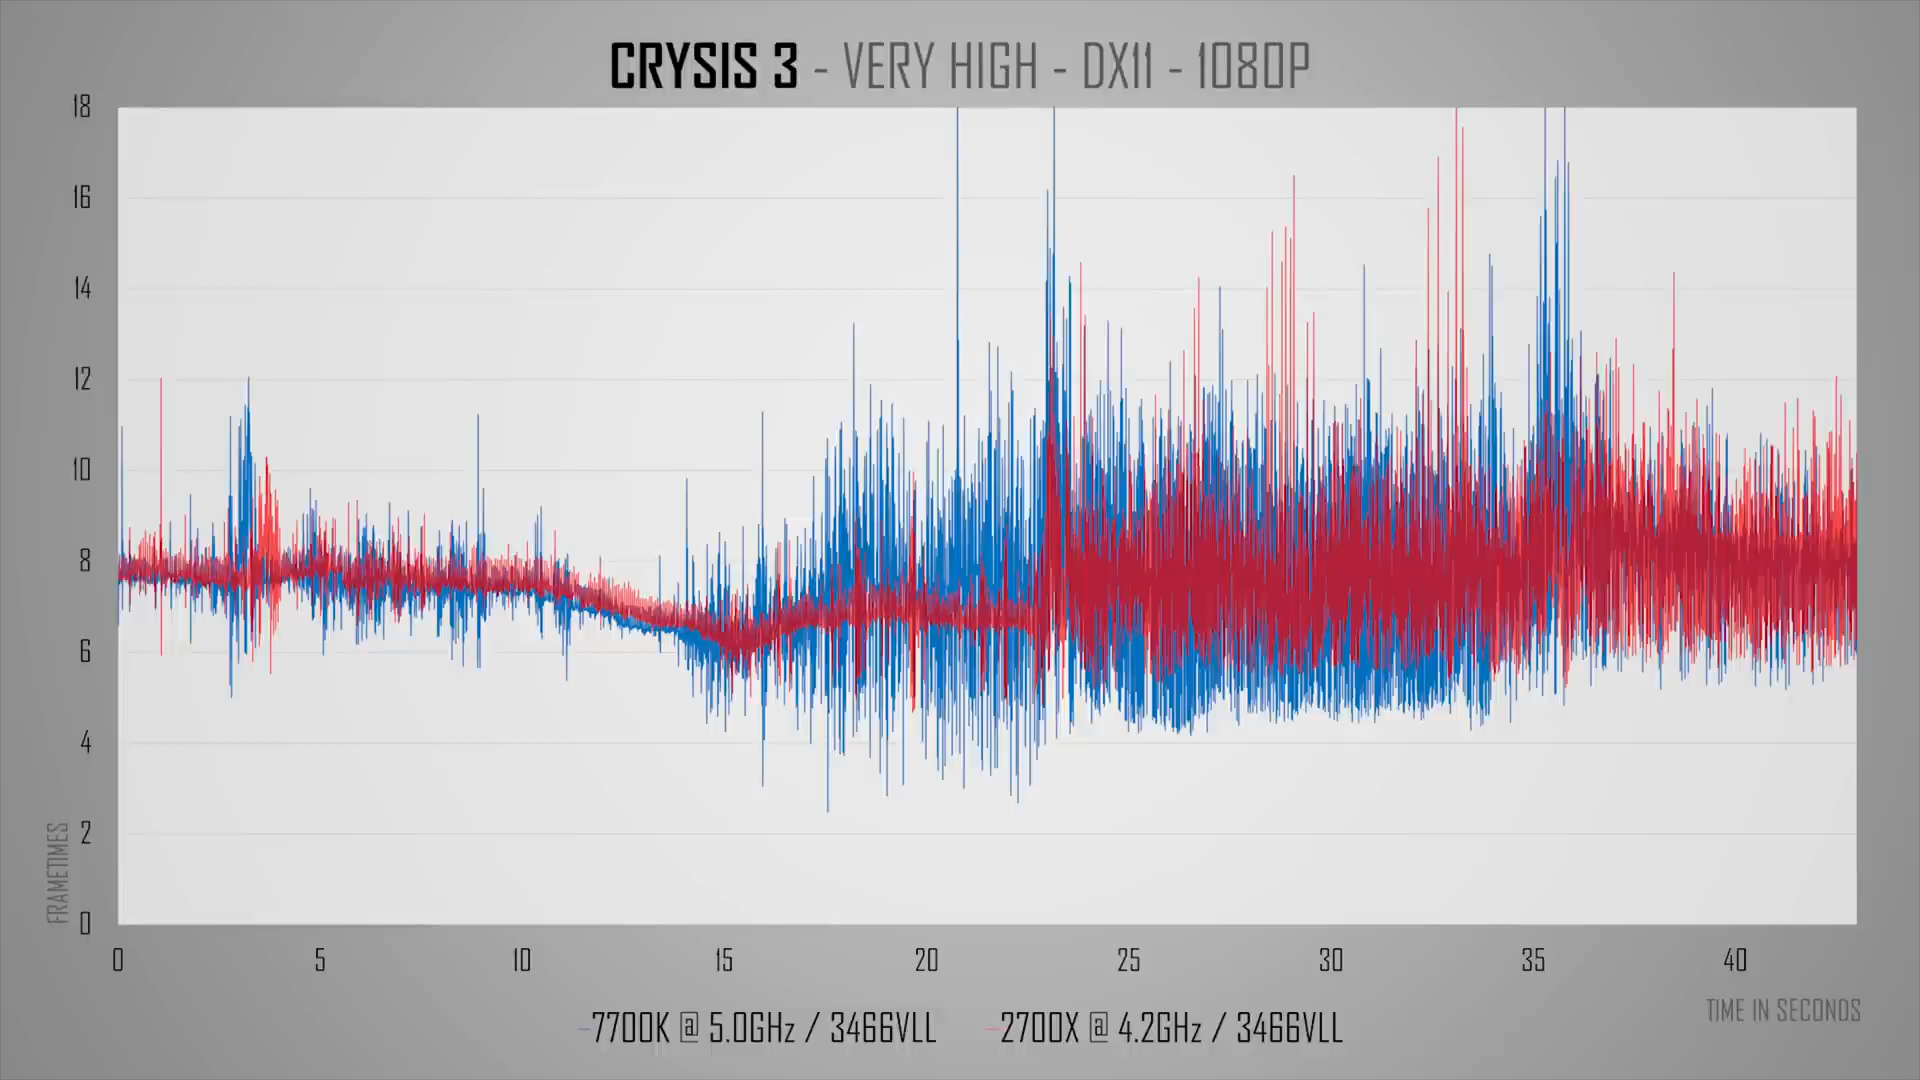 CRYSIS 3 - VERY HIGH - DX11 - 1080P
18
16
14
12
10
8
6
4
2
0
FRAMETIMES
0 5 10 15 20 25 30 35 40
TIME IN SECONDS
7700K @ 5.0GHz / 3466VLL 2700X @ 4.2GHz / 3466VLL